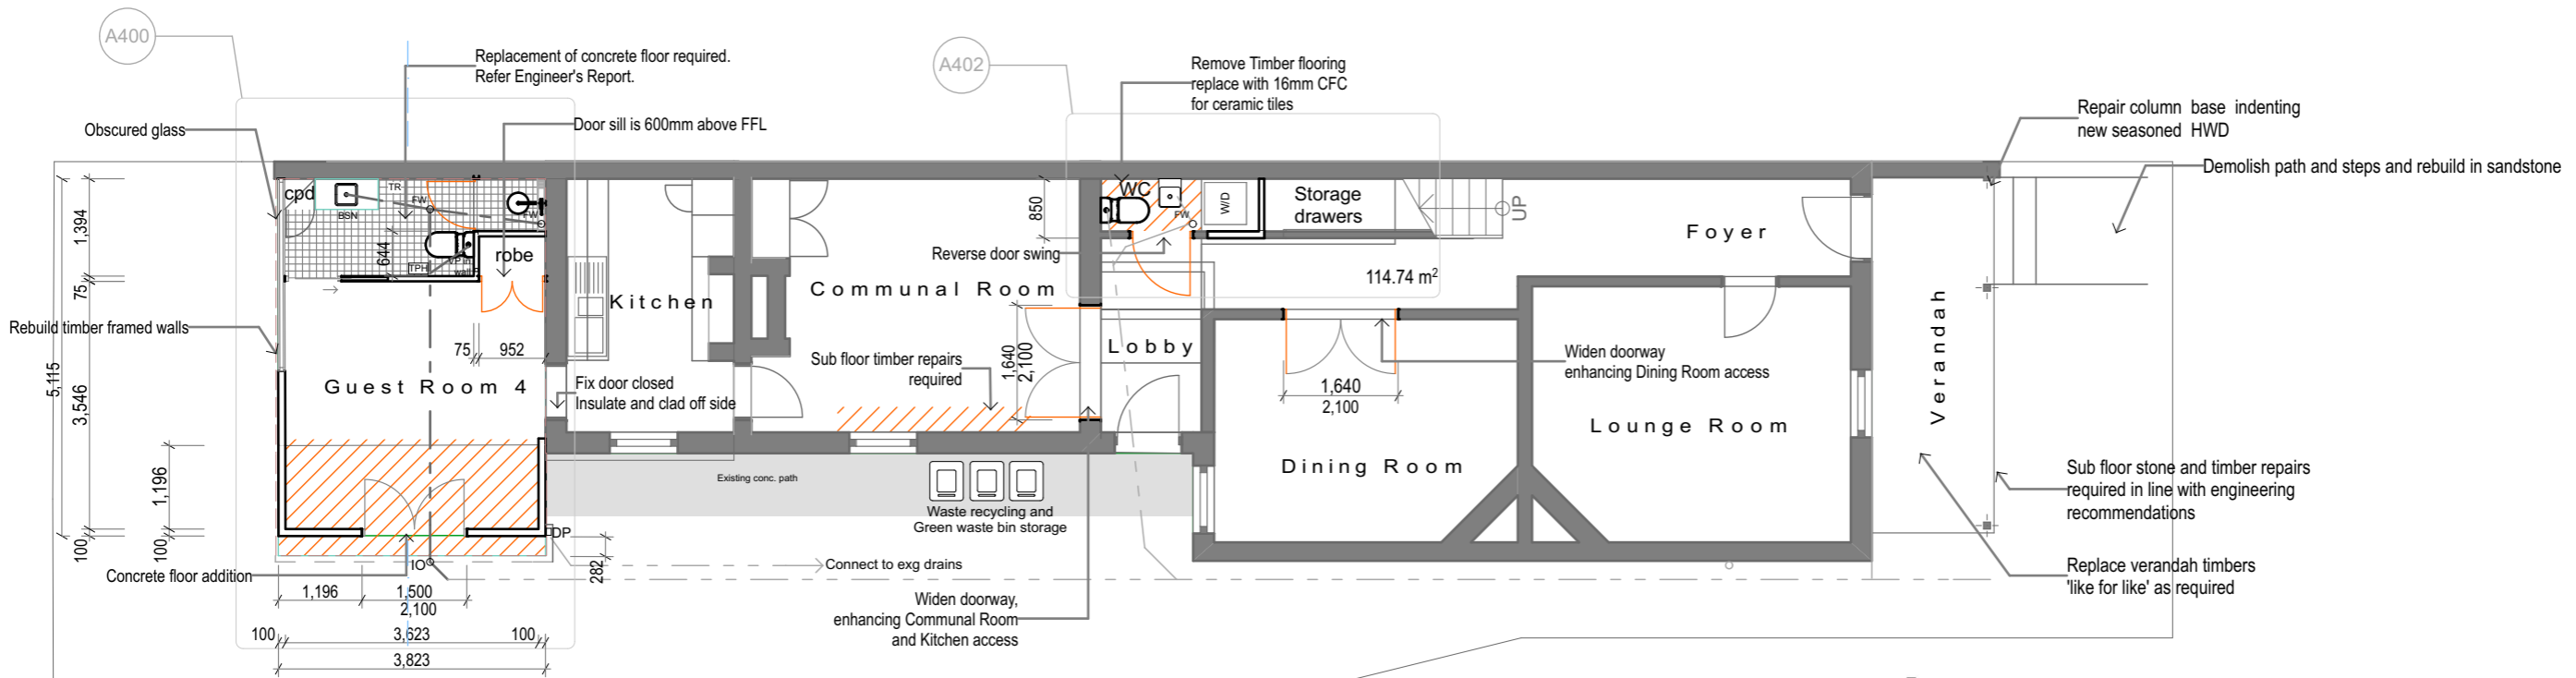 A400
Replacement of concrete floor required.
Refer Engineer's Report.
Obscured glass
Door sill is 600mm above FFL
A402
Remove Timber flooring
replace with 16mm CFC
for ceramic tiles
Repair column base indenting
new seasoned HWD
Demolish path and steps and rebuild in sandstone
cpd
BSN
TR
FW
FW
644
TPH
VP in
wall
robe
1,394
75
5,115
3,546
1,196
100
100
Rebuild timber framed walls
75
952
Guest Room 4
Kitchen
Fix door closed
Insulate and clad off side
Communal Room
Sub floor timber repairs
required
850
WC
FW
W/D
Storage
drawers
UP
Reverse door swing
114.74 m²
Foyer
Lobby
1,640
2,100
1,640
2,100
Widen doorway
enhancing Dining Room access
Dining Room
Lounge Room
Verandah
Existing conc. path
Waste recycling and
Green waste bin storage
DP
282
IO
Connect to exg drains
Concrete floor addition
1,196
1,500
2,100
100
3,623
100
3,823
Widen doorway,
enhancing Communal Room
and Kitchen access
Sub floor stone and timber repairs
required in line with engineering
recommendations
Replace verandah timbers
'like for like' as required